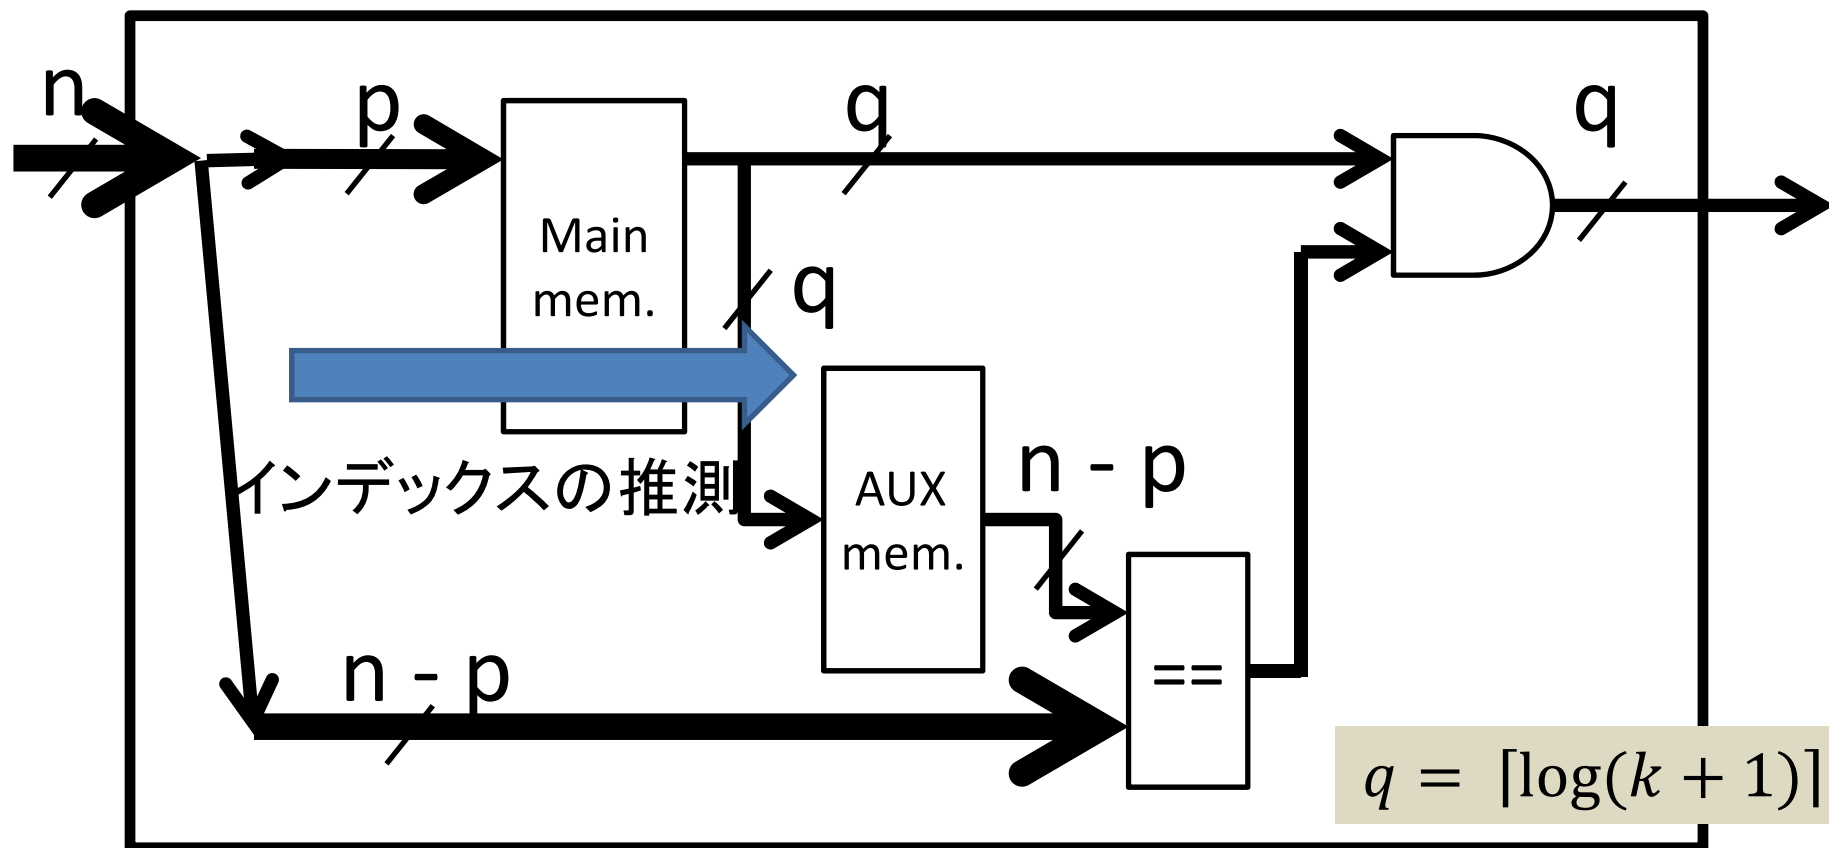 n
p
q
q
Main
mem.
q
インデックスの推測
AUX
mem.
n - p
n - p
==
q = ⌈log(k + 1)⌉